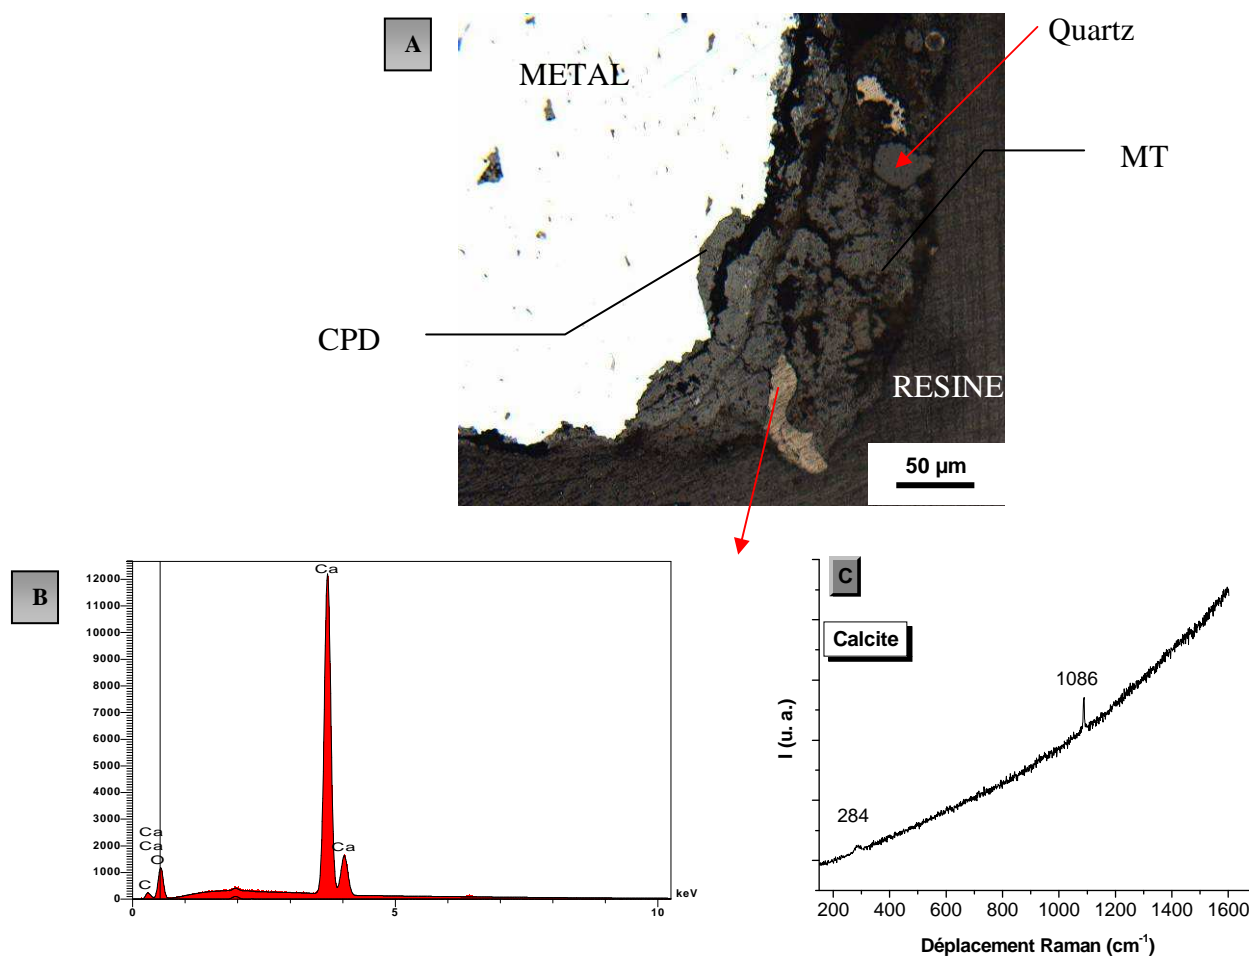 A
Quartz
METAL
MT
CPD
RESINE
50 µm
B
12000
11000
10000
9000
8000
7000
6000
5000
4000
3000
2000
1000
0
Ca
Ca
Ca
Ca
O
C
keV
0
5
10
C
Calcite
1086
284
I (u. a.)
200
400
600
800
1000
1200
1400
1600
Déplacement Raman (cm⁻¹)